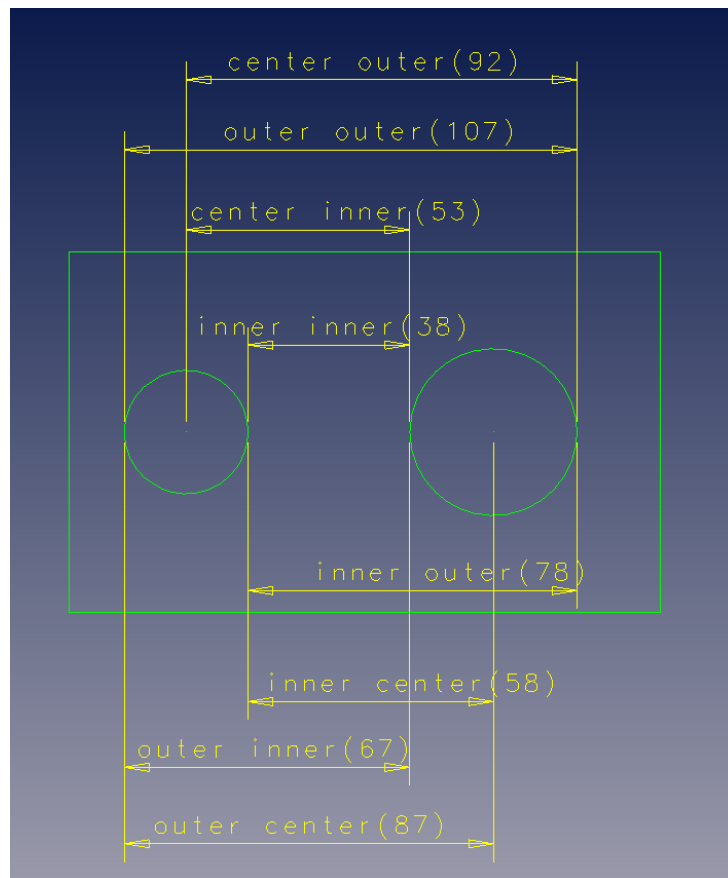 center outer(92)
outer outer(107)
center inner(53)
inner inner(38)
inner outer(78)
inner center(58)
outer inner(67)
outer center(87)